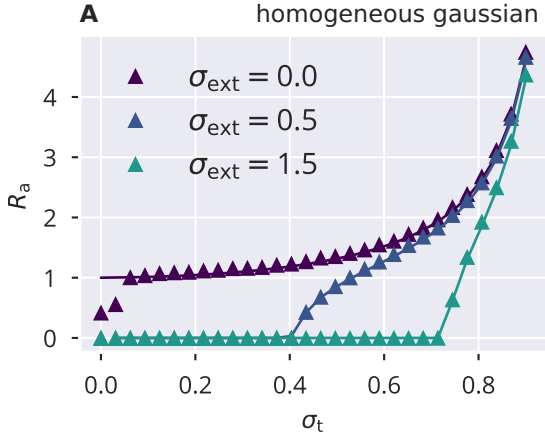 A homogeneous gaussian
σext = 0.0
σext = 0.5
σext = 1.5
Ra
4
3
2
1
0
0.0 0.2 0.4 0.6 0.8
σt